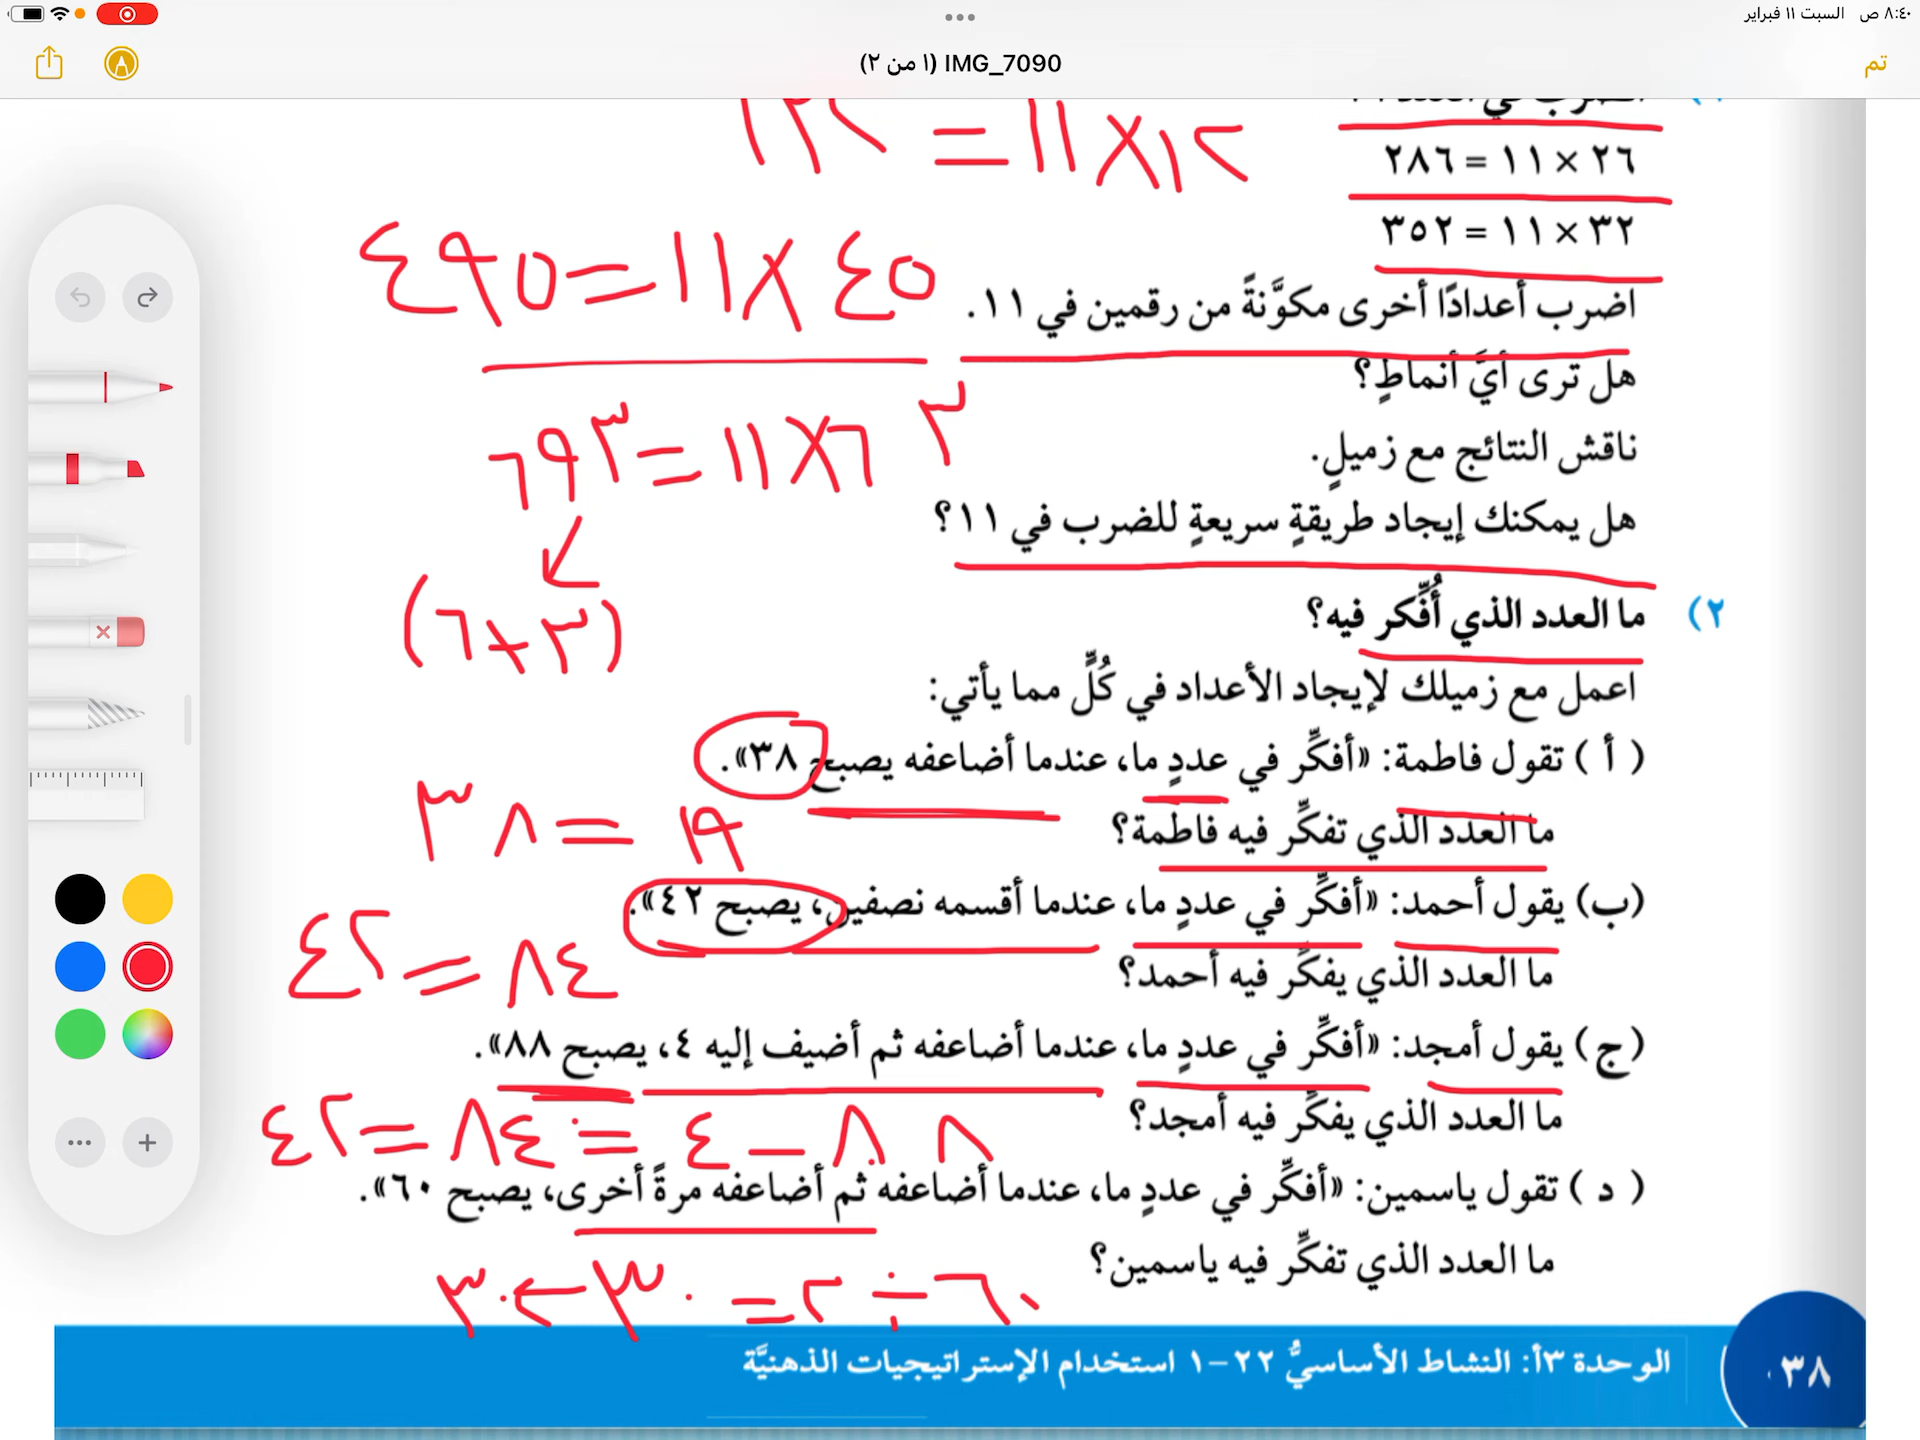 ٨:٤٠ ص السبت ١١ فبراير
تم
IMG_7090 (١ من ٢)
١٢×١١=١٣٢
٢٦ × ١١ = ٢٨٦
٣٢ × ١١ = ٣٥٢
٤٥×١١=٤٩٥
اضرب أعدادًا أخرى مكوَّنةً من رقمين في ١١.
هل ترى أيَّ أنماطٍ؟
٦٣×١١=٦٩٣
ناقش النتائج مع زميلٍ.
هل يمكنك إيجاد طريقةٍ سريعةٍ للضرب في ١١؟
(٦+٣)
٢) ما العدد الذي أُفَكِّر فيه؟
اعمل مع زميلك لإيجاد الأعداد في كُلٍّ مما يأتي:
(أ) تقول فاطمة: «أفكِّر في عددٍ ما، عندما أضاعفه يصبح ٣٨».
ما العدد الذي تفكِّر فيه فاطمة؟
١٩ = ٣٨
(ب) يقول أحمد: «أفكِّر في عددٍ ما، عندما أقسمه نصفين، يصبح ٤٢».
ما العدد الذي يفكِّر فيه أحمد؟
٨٤ = ٤٢
(ج) يقول أمجد: «أفكِّر في عددٍ ما، عندما أضاعفه ثم أضيف إليه ٤، يصبح ٨٨».
ما العدد الذي يفكِّر فيه أمجد؟
٨٨ – ٤ = ٨٤ = ٤٢
(د) تقول ياسمين: «أفكِّر في عددٍ ما، عندما أضاعفه ثم أضاعفه مرةً أخرى، يصبح ٦٠».
ما العدد الذي تفكِّر فيه ياسمين؟
٦٠ ÷ ٢ = ٣٠ ← ٣٠
٣٨ الوحدة ٣أ: النشاط الأساسيُّ ٢٢–١ استخدام الإستراتيجيات الذهنيَّة